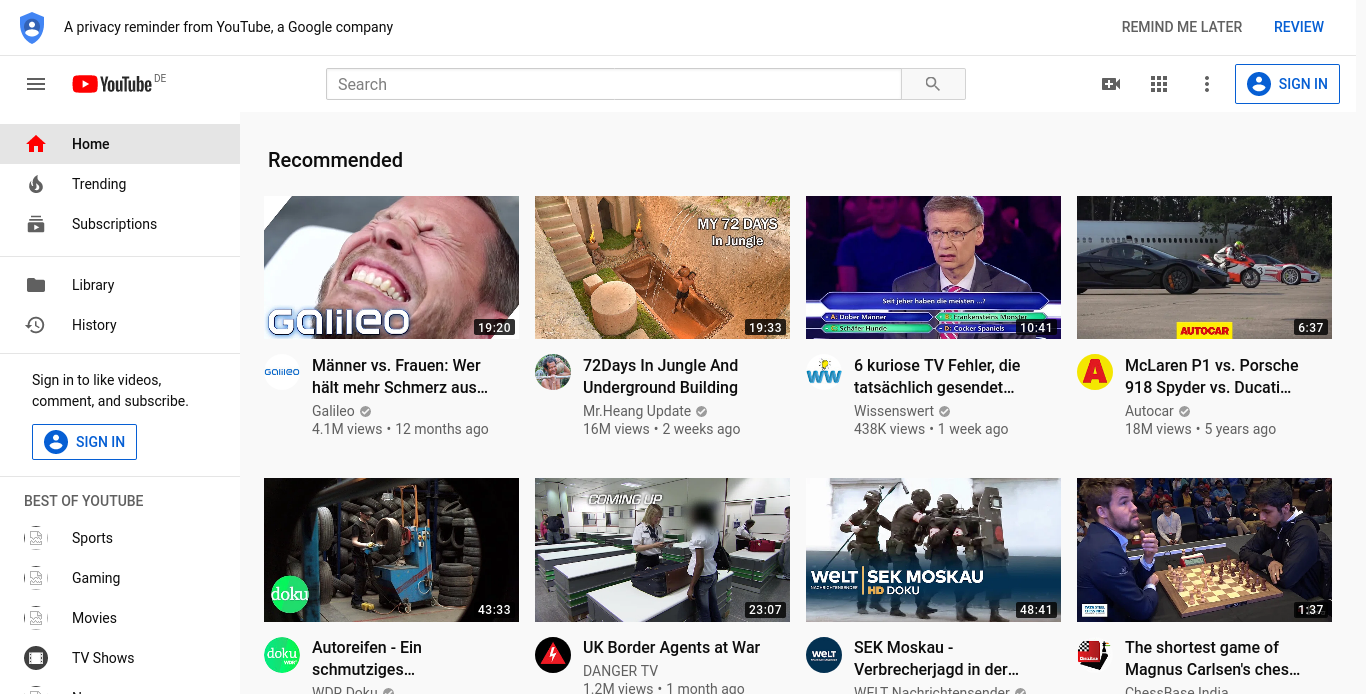 A privacy reminder from YouTube, a Google company
REMIND ME LATER
REVIEW
YouTube DE
Search
SIGN IN
Home
Trending
Subscriptions
Library
History
Sign in to like videos,
comment, and subscribe.
SIGN IN
BEST OF YOUTUBE
Sports
Gaming
Movies
TV Shows
Recommended
GALILEO
19:20
GALILEO
Männer vs. Frauen: Wer
hält mehr Schmerz aus…
Galileo
4.1M views • 12 months ago
MY 72 DAYS
In Jungle
19:33
72Days In Jungle And
Underground Building
Mr.Heang Update
16M views • 2 weeks ago
Seit jeher haben die meisten ...?
A: Dober Männer
B: Frankensteins Monster
C: Schäfer Hunde
D: Cocker Spaniels
10:41
WW
6 kuriose TV Fehler, die
tatsächlich gesendet…
Wissenswert
438K views • 1 week ago
AUTOCAR
6:37
A
McLaren P1 vs. Porsche
918 Spyder vs. Ducati…
Autocar
18M views • 5 years ago
doku
43:33
doku
WDR
Autoreifen - Ein
schmutziges…
WDR Doku
COMING UP
23:07
UK Border Agents at War
DANGER TV
1.2M views • 1 month ago
welt
NACHRICHTENSENDER
SEK MOSKAU
HD DOKU
48:41
welt
SEK Moskau -
Verbrecherjagd in der…
WELT Nachrichtensender
TATA STEEL
1:37
The shortest game of
Magnus Carlsen's ches…
ChessBase India